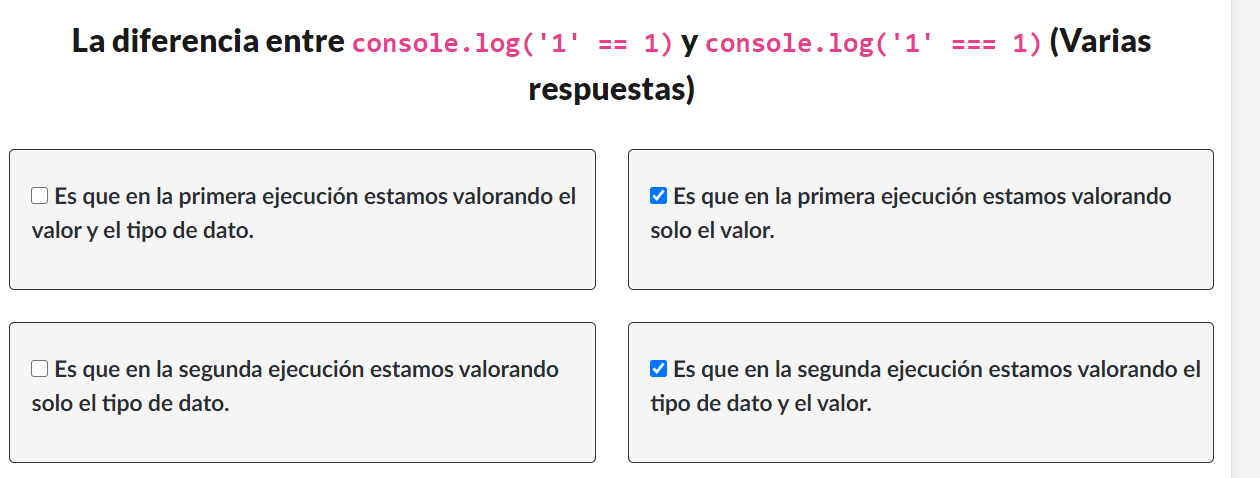 La diferencia entre console.log('1' == 1) y console.log('1' === 1) (Varias
respuestas)
Es que en la primera ejecución estamos valorando el
valor y el tipo de dato.
Es que en la primera ejecución estamos valorando
solo el valor.
Es que en la segunda ejecución estamos valorando
solo el tipo de dato.
Es que en la segunda ejecución estamos valorando el
tipo de dato y el valor.